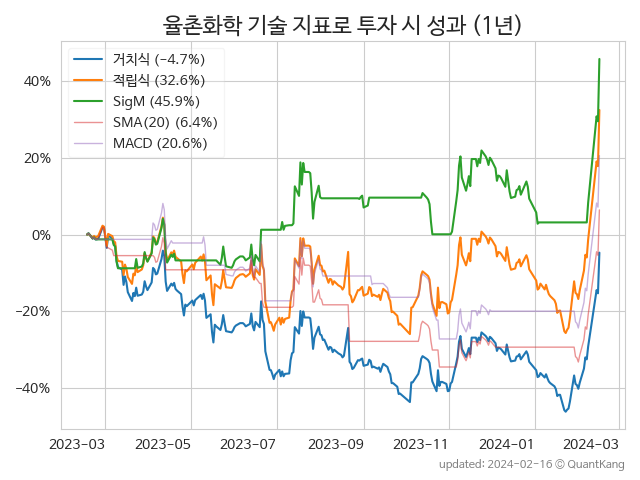 율촌화학 기술 지표로 투자 시 성과 (1년)
거치식 (−4.7%)
적립식 (32.6%)
SigM (45.9%)
SMA(20) (6.4%)
MACD (20.6%)
40%
20%
0%
−20%
−40%
2023-03 2023-05 2023-07 2023-09 2023-11 2024-01 2024-03
updated: 2024-02-16 © QuantKang